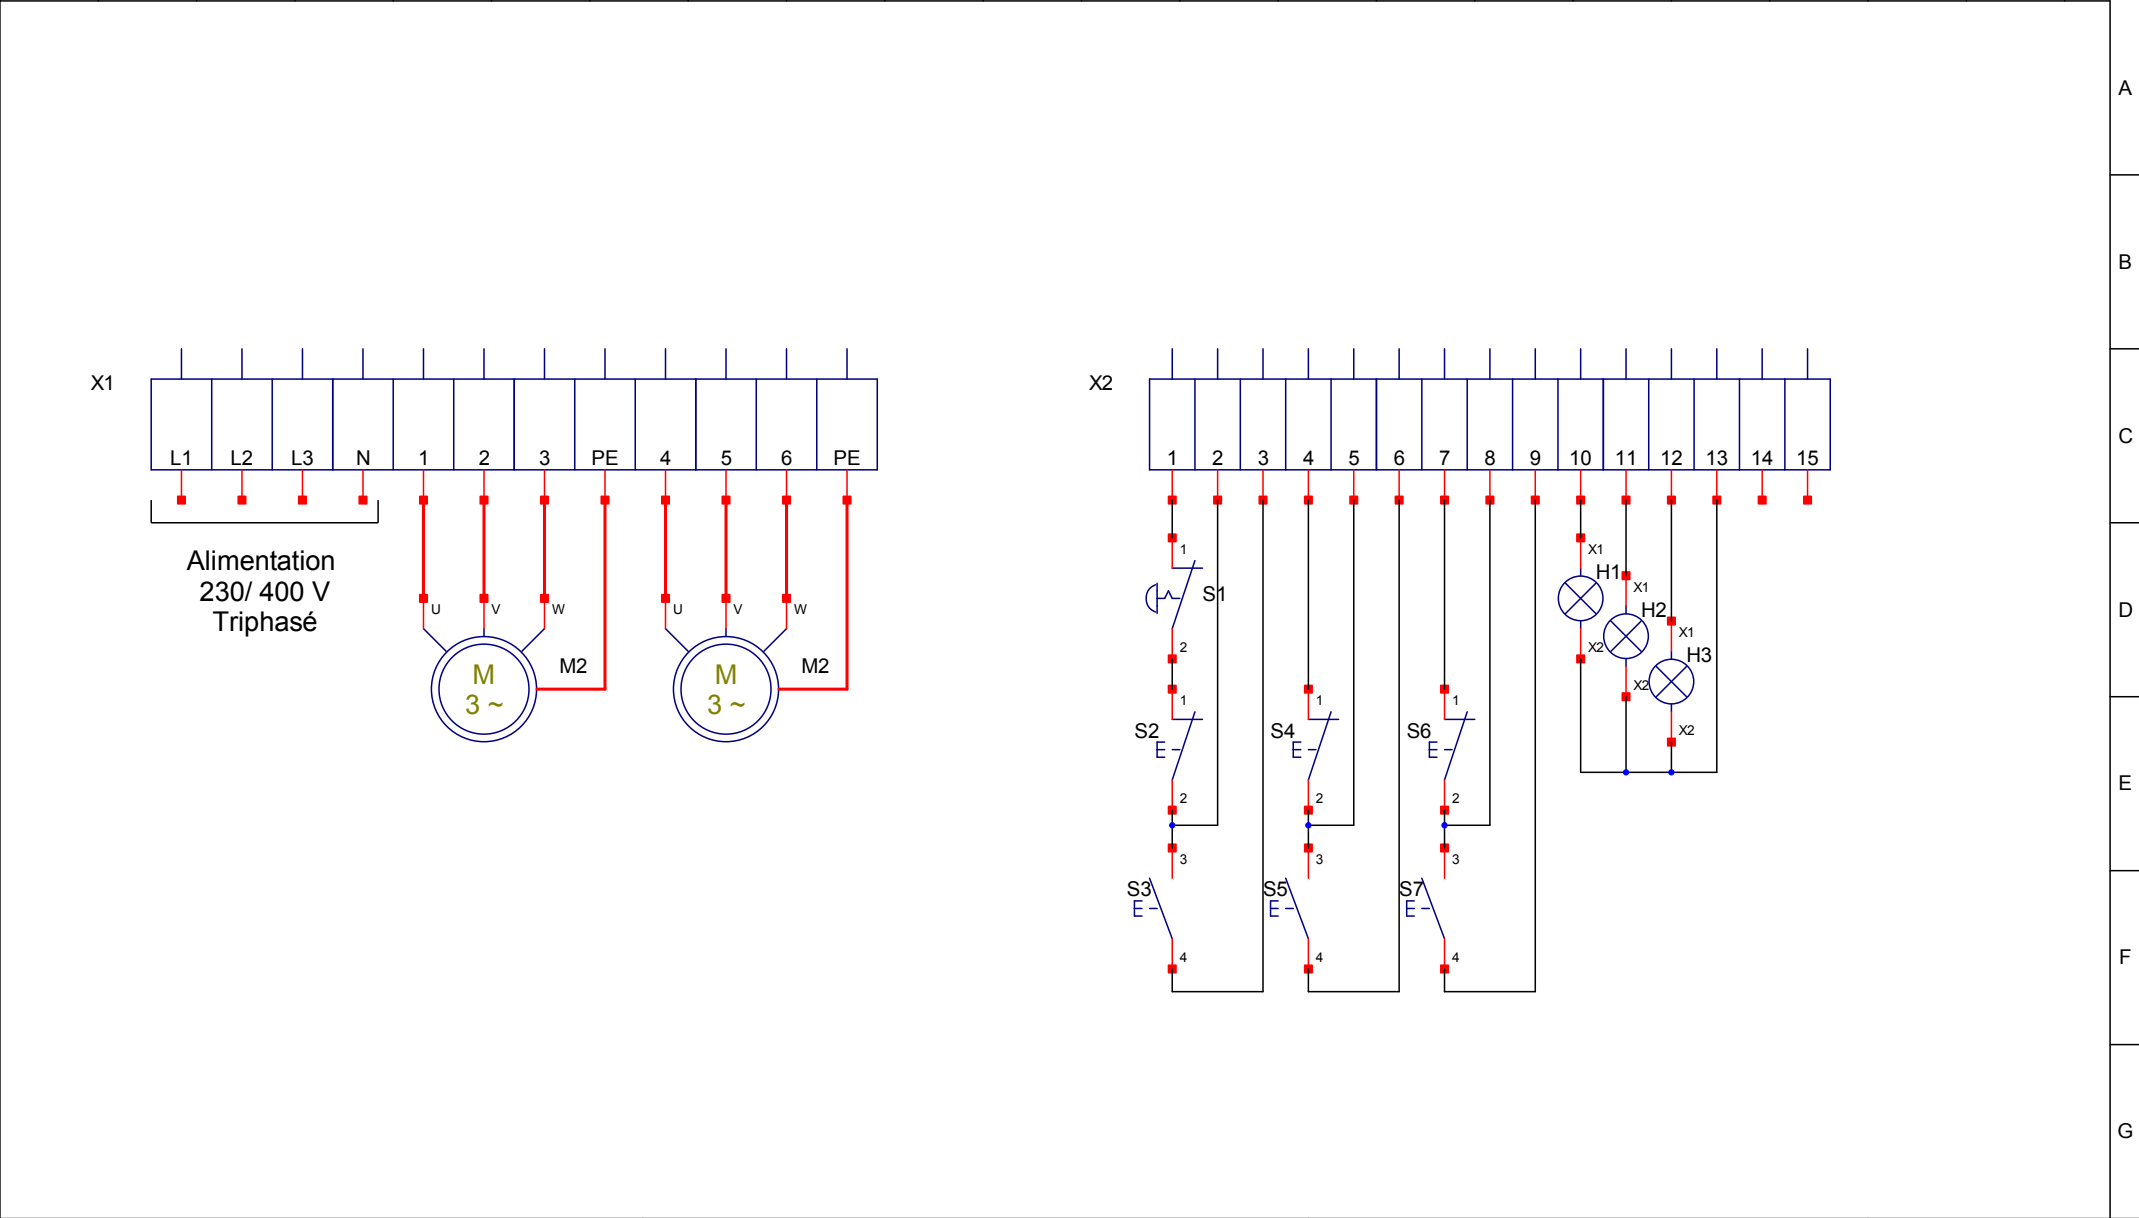 A
B
C
D
E
F
G
X1
L1 L2 L3 N 1 2 3 PE 4 5 6 PE
Alimentation
230/ 400 V
Triphasé
U V W
M
3 ~
M2
U V W
M
3 ~
M2
X2
1 2 3 4 5 6 7 8 9 10 11 12 13 14 15
1
S1
2
1
S2
E
2
3
S3
E
4
1
S4
E
2
3
S5
E
4
1
S6
E
2
3
S7
E
4
X1
H1
X2
X1
H2
X2
X1
H3
X2